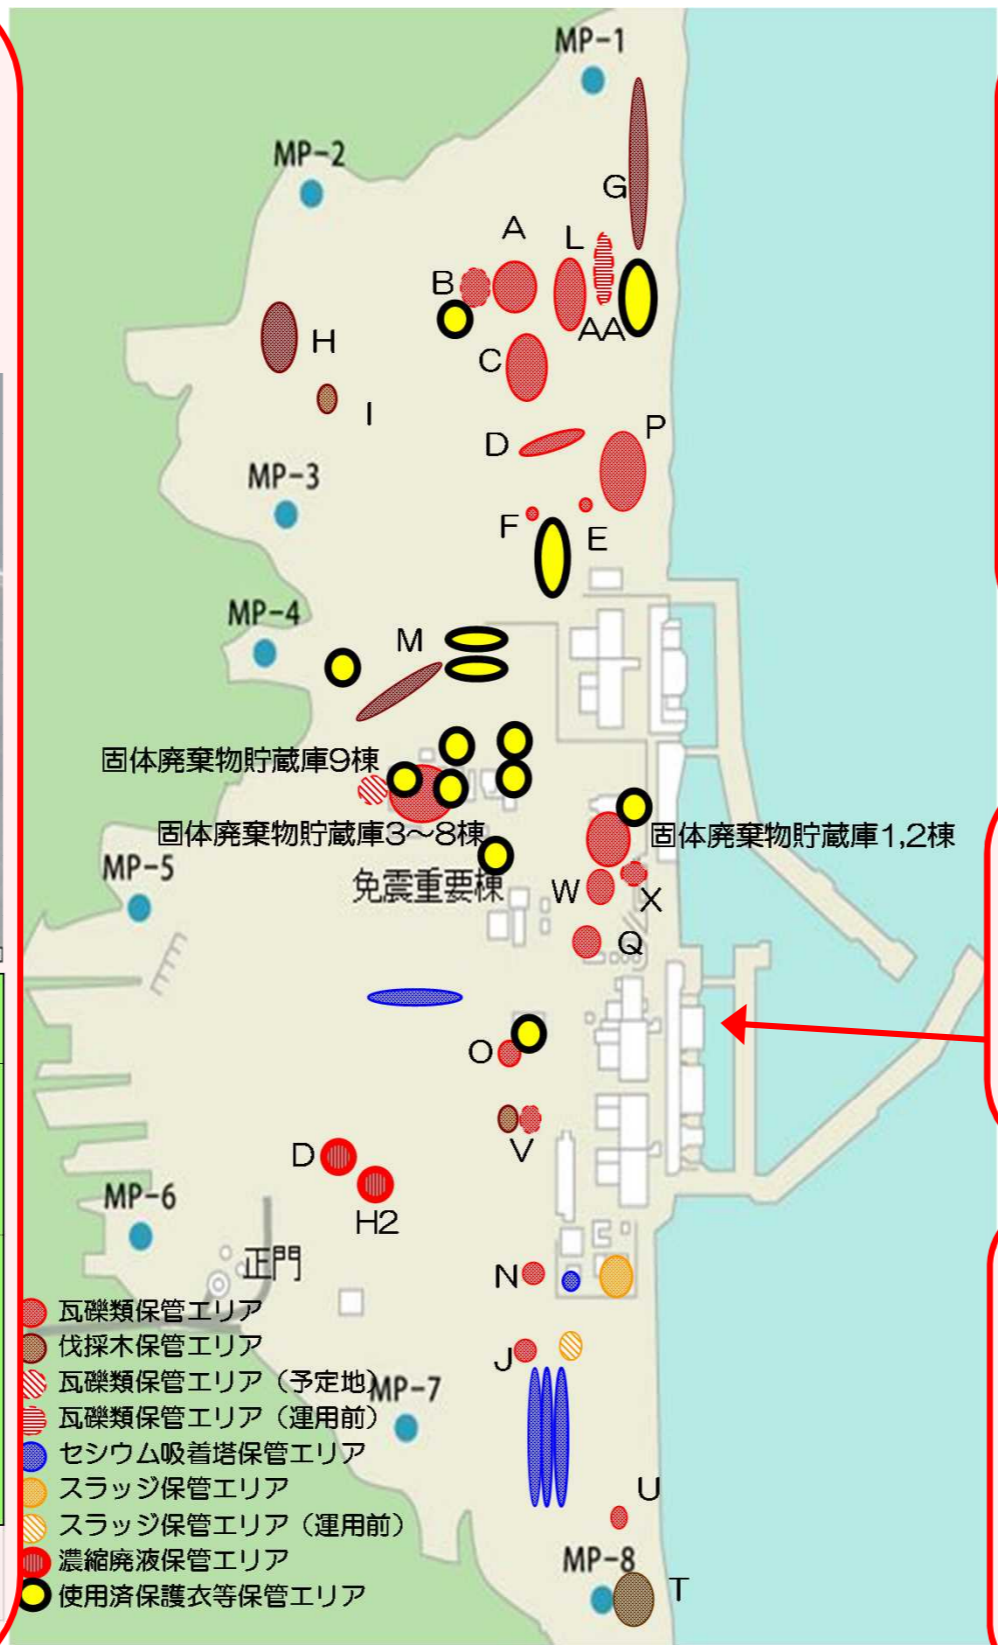 MP-1
MP-2
G
A
L
B
AA
H
C
I
P
D
MP-3
F
E
MP-4
M
固体廃棄物貯蔵庫9棟
固体廃棄物貯蔵庫3～8棟
固体廃棄物貯蔵庫1,2棟
MP-5
免震重要棟
W
X
Q
O
V
D
MP-6
H2
正門
N
瓦礫類保管エリア
伐採木保管エリア
J
瓦礫類保管エリア（予定地）
MP-7
瓦礫類保管エリア（運用前）
セシウム吸着塔保管エリア
スラッジ保管エリア
U
スラッジ保管エリア（運用前）
濃縮廃液保管エリア
MP-8
使用済保護衣等保管エリア
T